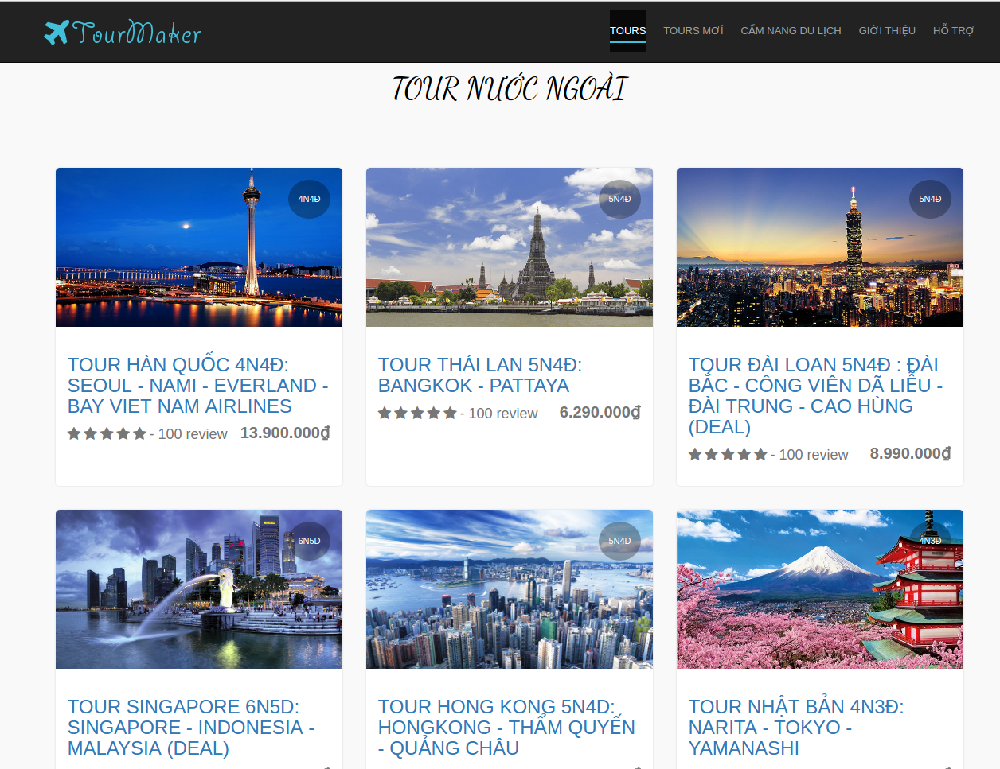 TourMaker
TOURS TOURS MƠÍ CẨM NANG DU LỊCH GIỚI THIỆU HỖ TRỢ
TOUR NƯỚC NGOÀI
4N4Đ
5N4Đ
5N4Đ
TOUR HÀN QUỐC 4N4Đ:
SEOUL - NAMI - EVERLAND -
BAY VIET NAM AIRLINES
- 100 review 13.900.000₫
TOUR THÁI LAN 5N4Đ:
BANGKOK - PATTAYA
- 100 review 6.290.000₫
TOUR ĐÀI LOAN 5N4Đ : ĐÀI
BẮC - CÔNG VIÊN DÃ LIỄU -
ĐÀI TRUNG - CAO HÙNG
(DEAL)
- 100 review 8.990.000₫
6N5D
5N4D
4N3Đ
TOUR SINGAPORE 6N5D:
SINGAPORE - INDONESIA -
MALAYSIA (DEAL)
TOUR HONG KONG 5N4D:
HONGKONG - THẨM QUYẾN
- QUẢNG CHÂU
TOUR NHẬT BẢN 4N3Đ:
NARITA - TOKYO -
YAMANASHI